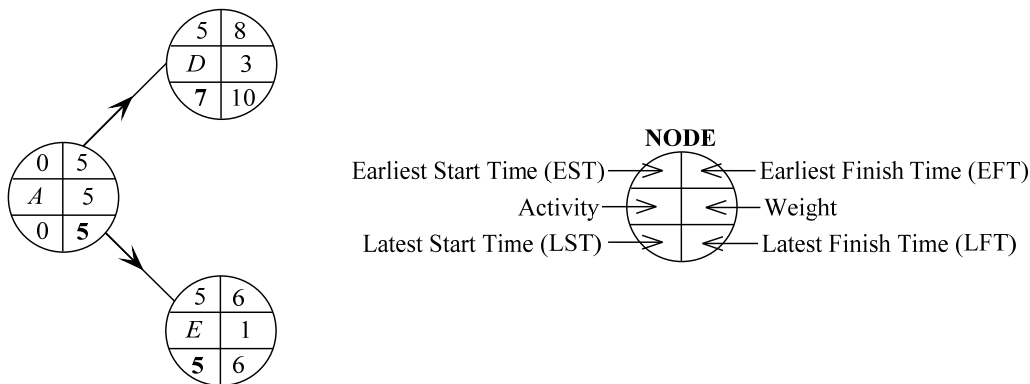 5 8
D 3
7 10
0 5
A 5
0 5
5 6
E 1
5 6
NODE
Earliest Start Time (EST)
Earliest Finish Time (EFT)
Activity
Weight
Latest Start Time (LST)
Latest Finish Time (LFT)